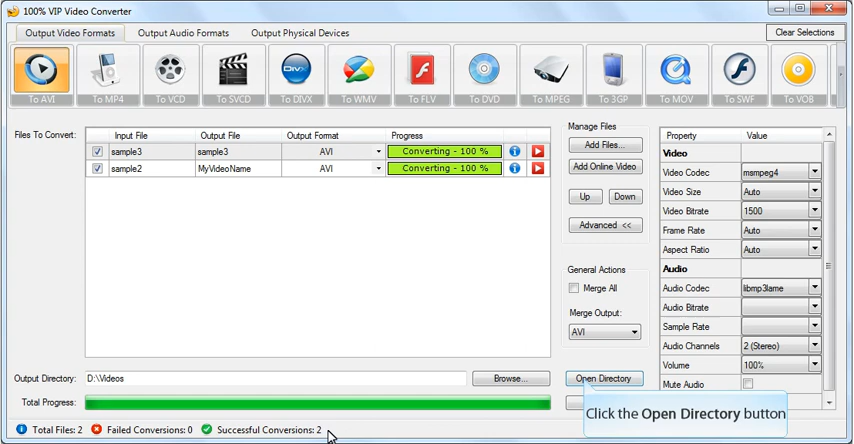 100% VIP Video Converter
Output Video Formats Output Audio Formats Output Physical Devices Clear Selections
To AVI To MP4 To VCD To SVCD To DIVX To WMV To FLV To DVD To MPEG To 3GP To MOV To SWF To VOB
Files To Convert:
Input File Output File Output Format Progress
sample3 sample3 AVI Converting - 100 %
sample2 MyVideoName AVI Converting - 100 %
Manage Files
Add Files...
Add Online Video
Up Down
Advanced <<
General Actions
Merge All
Merge Output:
AVI
Property Value
Video
Video Codec msmpeg4
Video Size Auto
Video Bitrate 1500
Frame Rate Auto
Aspect Ratio Auto
Audio
Audio Codec libmp3lame
Audio Bitrate
Sample Rate
Audio Channels 2 (Stereo)
Volume 100%
Mute Audio
Output Directory: D:\Videos Browse... Open Directory
Total Progress:
Click the Open Directory button
Total Files: 2 Failed Conversions: 0 Successful Conversions: 2